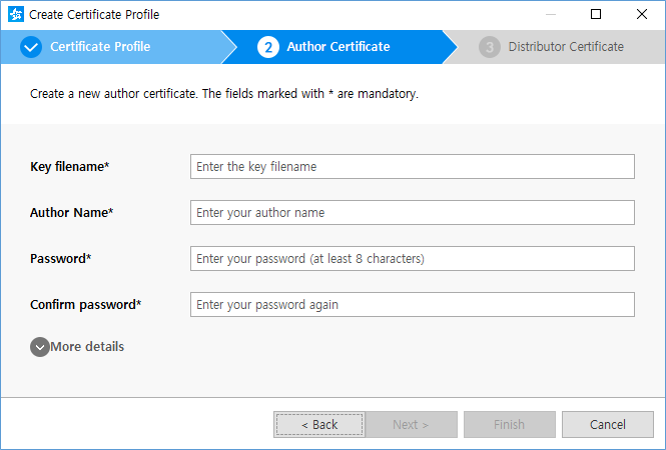 Create Certificate Profile
Certificate Profile
2 Author Certificate
3 Distributor Certificate
Create a new author certificate. The fields marked with * are mandatory.
Key filename* Enter the key filename
Author Name* Enter your author name
Password* Enter your password (at least 8 characters)
Confirm password* Enter your password again
More details
< Back Next > Finish Cancel